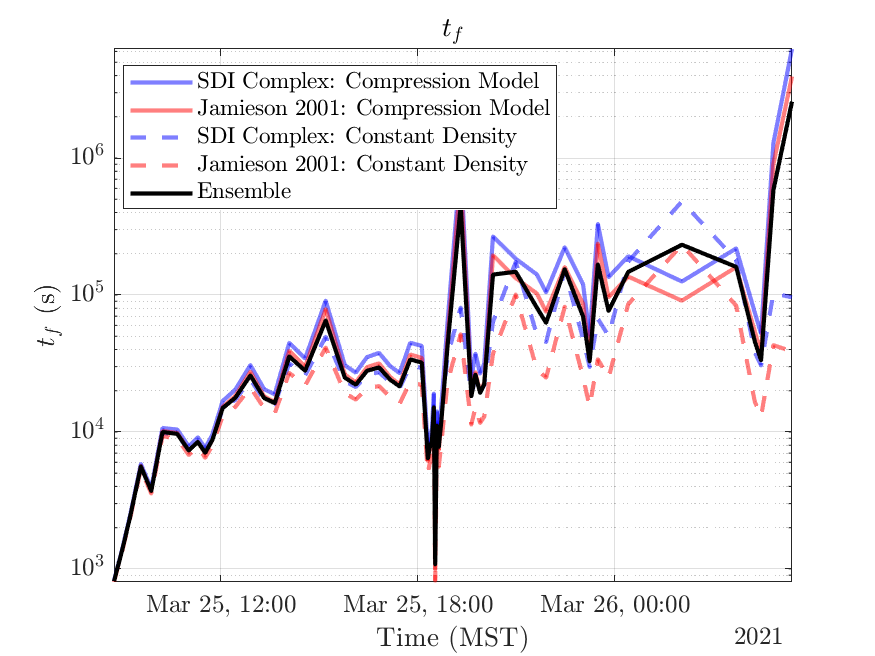 t_f
SDI Complex: Compression Model
Jamieson 2001: Compression Model
SDI Complex: Constant Density
Jamieson 2001: Constant Density
Ensemble
10^6
10^5
10^4
10^3
t_f (s)
Mar 25, 12:00
Mar 25, 18:00
Mar 26, 00:00
Time (MST)
2021